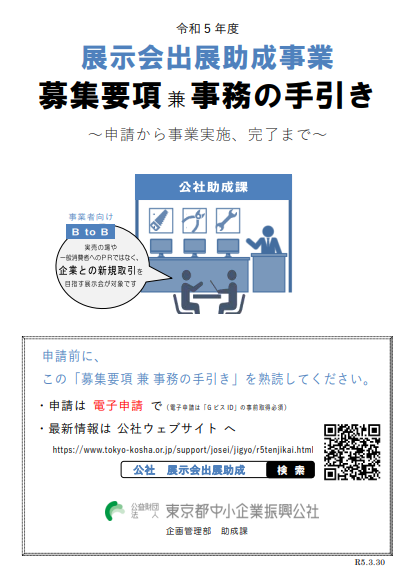 令和５年度
展示会出展助成事業
募集要項 兼 事務の手引き
～申請から事業実施、完了まで～
公社助成課
事業者向け
B to B
実売の場や
一般消費者へのＰＲではなく、
企業との新規取引を
目指す展示会が対象です
申請前に、
この「募集要項 兼 事務の手引き」を熟読してください。
・申請は 電子申請 で（電子申請は「GビズID」の事前取得必須）
・最新情報は 公社ウェブサイト へ
https://www.tokyo-kosha.or.jp/support/josei/jigyo/r5tenjikai.html
公社 展示会出展助成 検 索
公益財団
法 人 東京都中小企業振興公社
企画管理部 助成課
R5.3.30